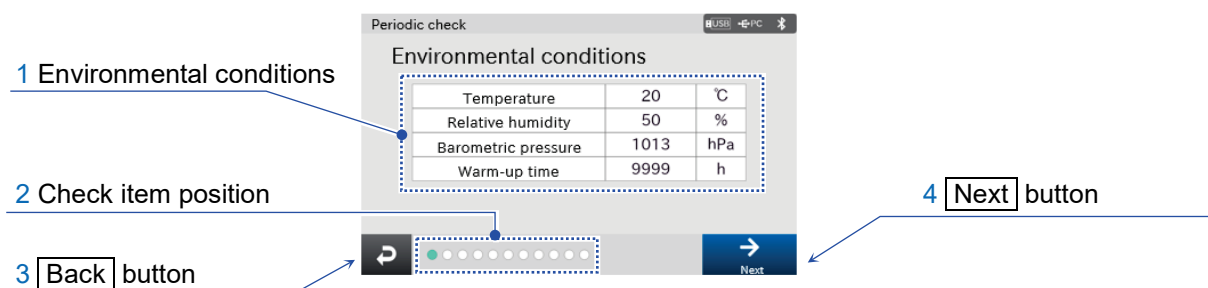 Periodic check
USB PC
Environmental conditions
1 Environmental conditions
Temperature 20 ℃
Relative humidity 50 %
Barometric pressure 1013 hPa
Warm-up time 9999 h
2 Check item position
4 Next button
Next
3 Back button